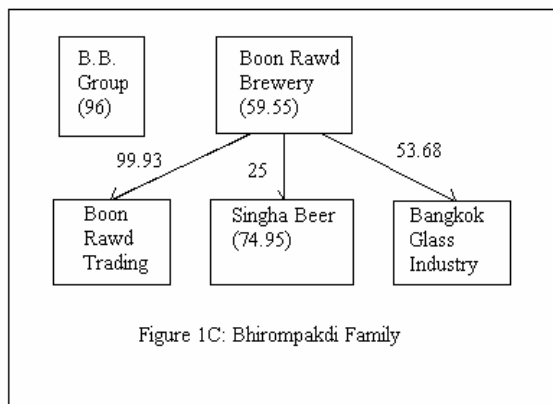 B.B.
Group
(96)
Boon Rawd
Brewery
(59.55)
99.93
25
53.68
Boon
Rawd
Trading
Singha Beer
(74.95)
Bangkok
Glass
Industry
Figure 1C: Bhirompakdi Family